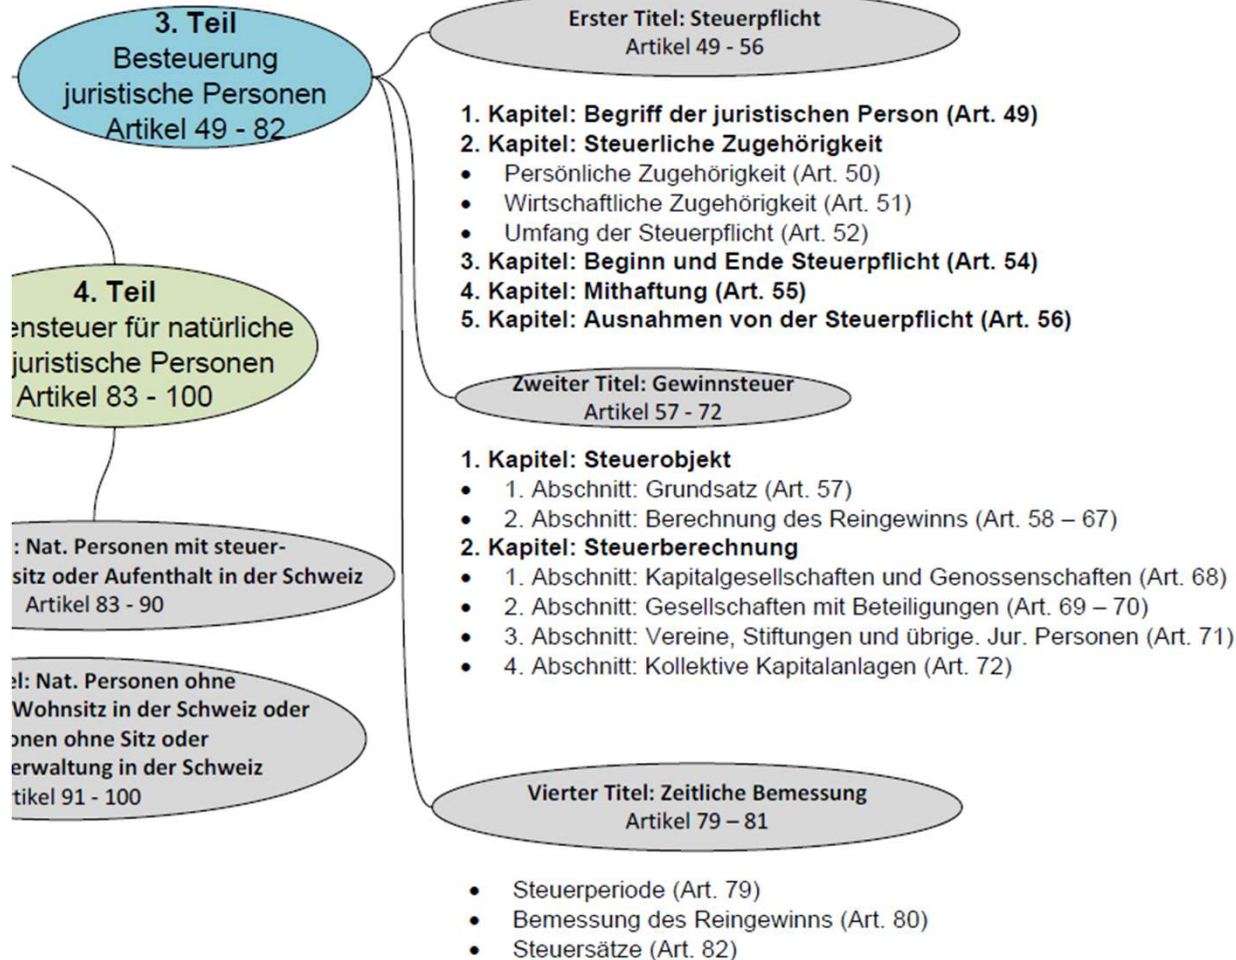 3. Teil
Besteuerung
juristische Personen
Artikel 49 - 82
4. Teil
ensteuer für natürliche
juristische Personen
Artikel 83 - 100
: Nat. Personen mit steuer-
sitz oder Aufenthalt in der Schweiz
Artikel 83 - 90
el: Nat. Personen ohne
Wohnsitz in der Schweiz oder
onen ohne Sitz oder
erwaltung in der Schweiz
tikel 91 - 100
Erster Titel: Steuerpflicht
Artikel 49 - 56
1. Kapitel: Begriff der juristischen Person (Art. 49)
2. Kapitel: Steuerliche Zugehörigkeit
• Persönliche Zugehörigkeit (Art. 50)
• Wirtschaftliche Zugehörigkeit (Art. 51)
• Umfang der Steuerpflicht (Art. 52)
3. Kapitel: Beginn und Ende Steuerpflicht (Art. 54)
4. Kapitel: Mithaftung (Art. 55)
5. Kapitel: Ausnahmen von der Steuerpflicht (Art. 56)
Zweiter Titel: Gewinnsteuer
Artikel 57 - 72
1. Kapitel: Steuerobjekt
• 1. Abschnitt: Grundsatz (Art. 57)
• 2. Abschnitt: Berechnung des Reingewinns (Art. 58 – 67)
2. Kapitel: Steuerberechnung
• 1. Abschnitt: Kapitalgesellschaften und Genossenschaften (Art. 68)
• 2. Abschnitt: Gesellschaften mit Beteiligungen (Art. 69 – 70)
• 3. Abschnitt: Vereine, Stiftungen und übrige. Jur. Personen (Art. 71)
• 4. Abschnitt: Kollektive Kapitalanlagen (Art. 72)
Vierter Titel: Zeitliche Bemessung
Artikel 79 – 81
• Steuerperiode (Art. 79)
• Bemessung des Reingewinns (Art. 80)
• Steuersätze (Art. 82)